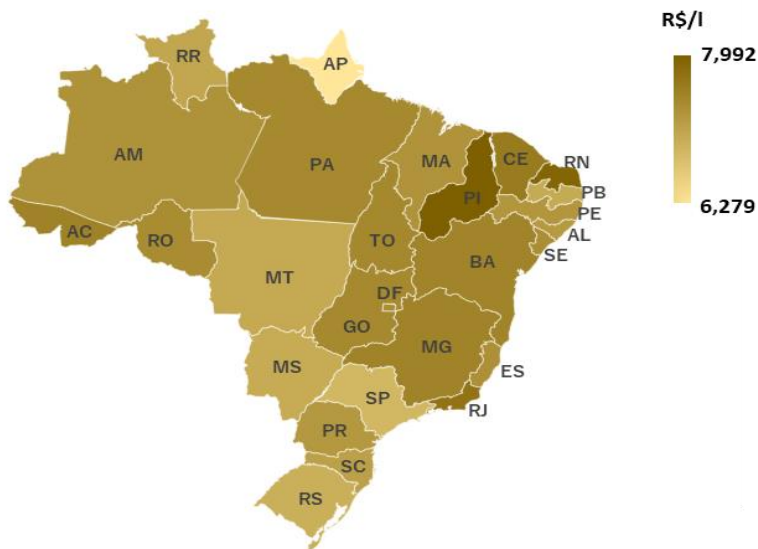 R$/l
7,992
6,279
RR
AP
AM
PA
MA
CE
RN
PI
PB
PE
AL
SE
AC
RO
TO
BA
MT
DF
GO
MG
MS
ES
SP
RJ
PR
SC
RS